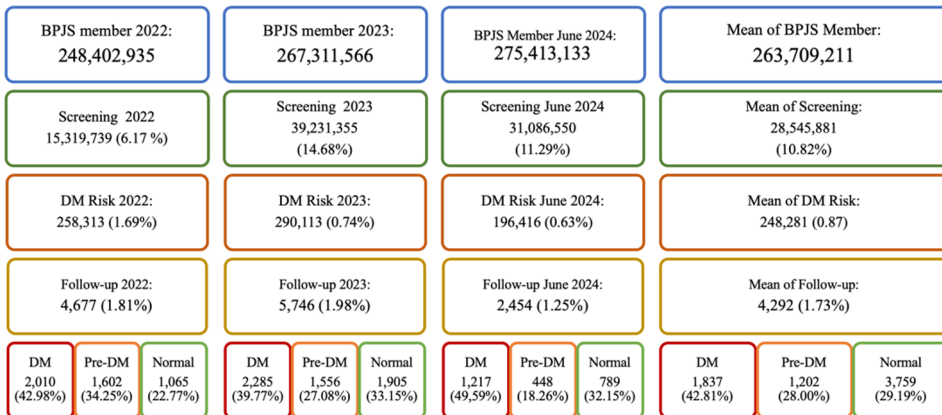 BPJS member 2022:
248,402,935
BPJS member 2023:
267,311,566
BPJS Member June 2024:
275,413,133
Mean of BPJS Member:
263,709,211
Screening 2022
15,319,739 (6.17 %)
Screening 2023
39,231,355
(14.68%)
Screening June 2024
31,086,550
(11.29%)
Mean of Screening:
28,545,881
(10.82%)
DM Risk 2022:
258,313 (1.69%)
DM Risk 2023:
290,113 (0.74%)
DM Risk June 2024:
196,416 (0.63%)
Mean of DM Risk:
248,281 (0.87)
Follow-up 2022:
4,677 (1.81%)
Follow-up 2023:
5,746 (1.98%)
Follow-up June 2024:
2,454 (1.25%)
Mean of Follow-up:
4,292 (1.73%)
DM
2,010
(42.98%)
Pre-DM
1,602
(34.25%)
Normal
1,065
(22.77%)
DM
2,285
(39.77%)
Pre-DM
1,556
(27.08%)
Normal
1,905
(33.15%)
DM
1,217
(49,59%)
Pre-DM
448
(18.26%)
Normal
789
(32.15%)
DM
1,837
(42.81%)
Pre-DM
1,202
(28.00%)
Normal
3,759
(29.19%)